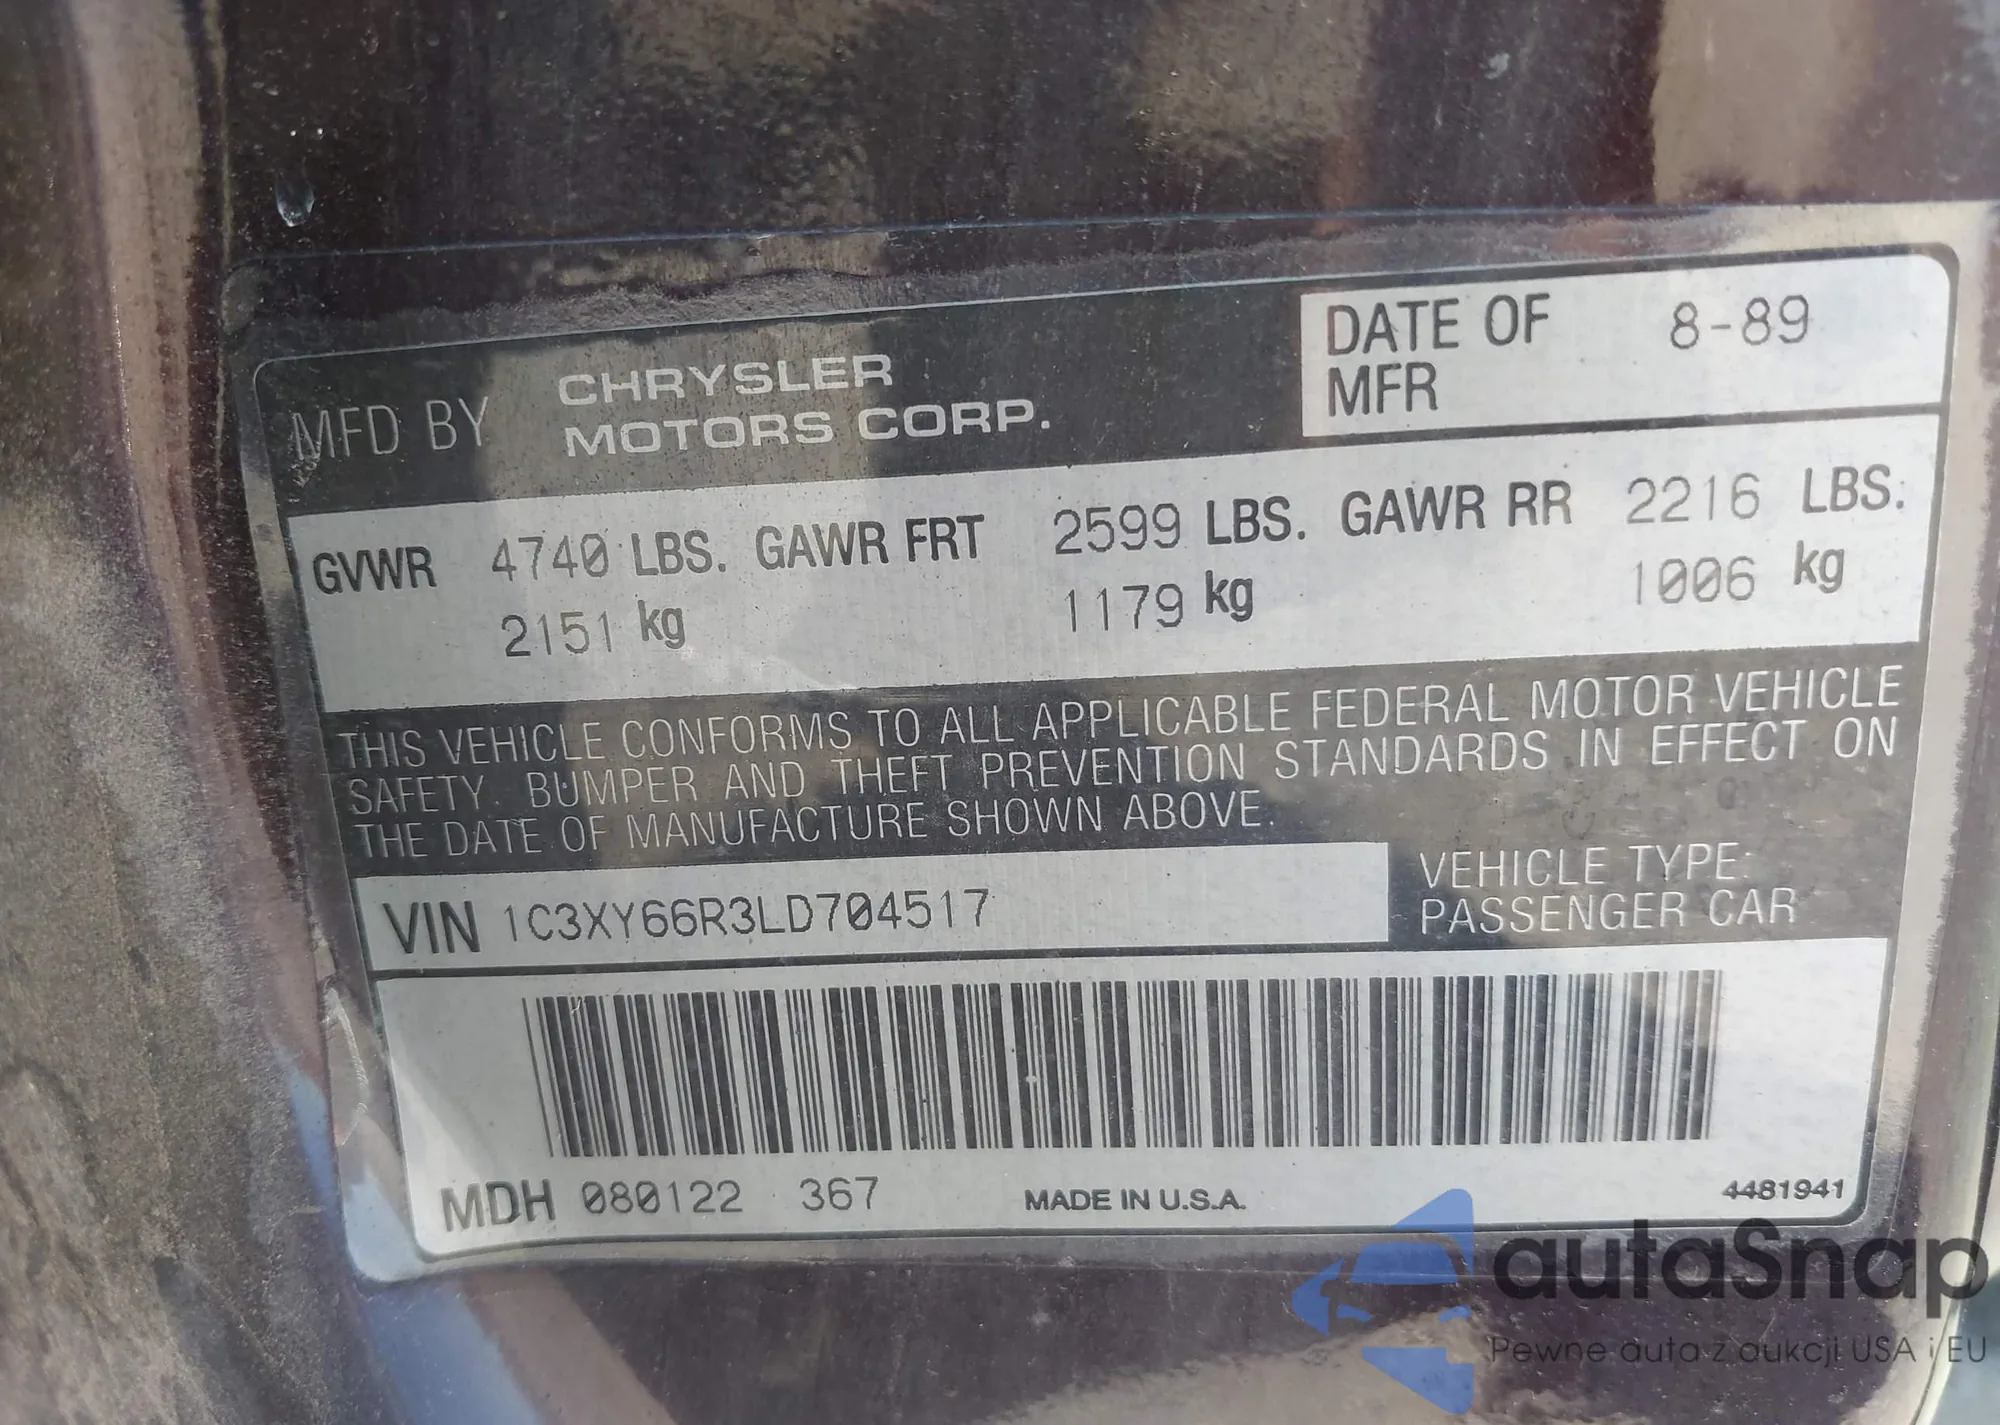 MFD BY CHRYSLER MOTORS CORP.
DATE OF MFR 8-89
GVWR 4740 LBS. GAWR FRT 2599 LBS. GAWR RR 2216 LBS.
2151 kg 1179 kg 1006 kg
THIS VEHICLE CONFORMS TO ALL APPLICABLE FEDERAL MOTOR VEHICLE
SAFETY, BUMPER AND THEFT PREVENTION STANDARDS IN EFFECT ON
THE DATE OF MANUFACTURE SHOWN ABOVE.
VIN 1C3XY66R3LD704517
VEHICLE TYPE:
PASSENGER CAR
MDH 080122 367 MADE IN U.S.A. 4481941
autaSnap
Pewne auta z aukcji USA i EU